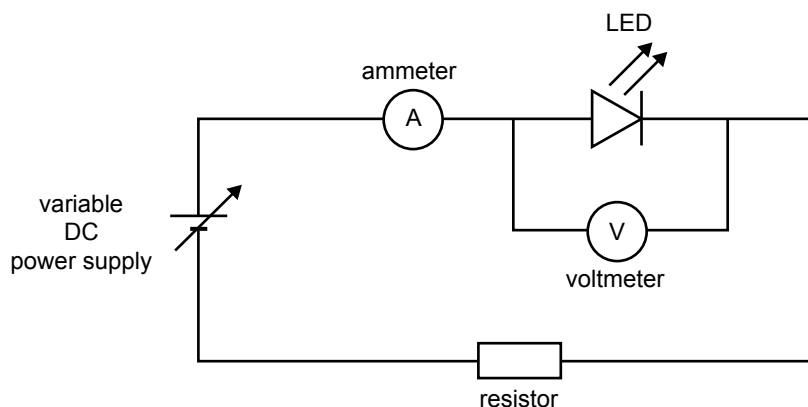 LED
ammeter
A
variable
DC
power supply
V
voltmeter
resistor